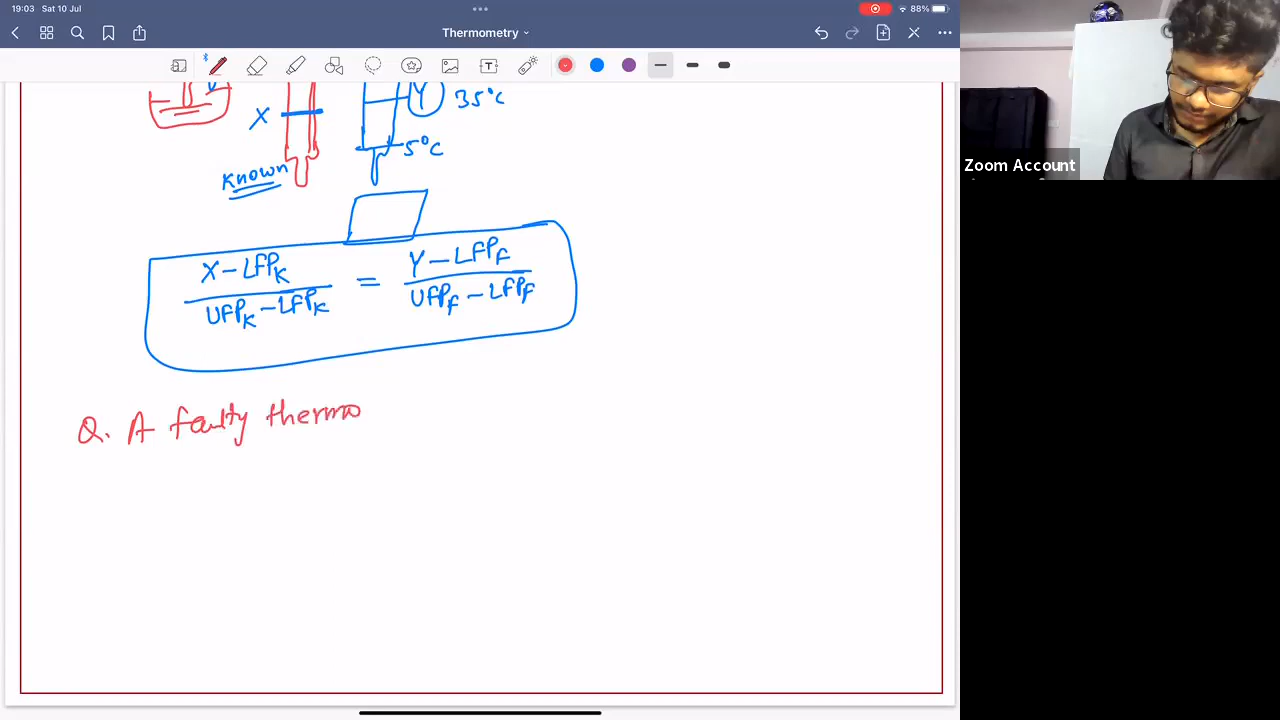 19:03 Sat 10 Jul
88%
Thermometry
Y 35°C
X
5°C
Known
X - LFP_K / UFP_K - LFP_K = Y - LFP_F / UFP_F - LFP_F
Q. A faulty thermo
Zoom Account